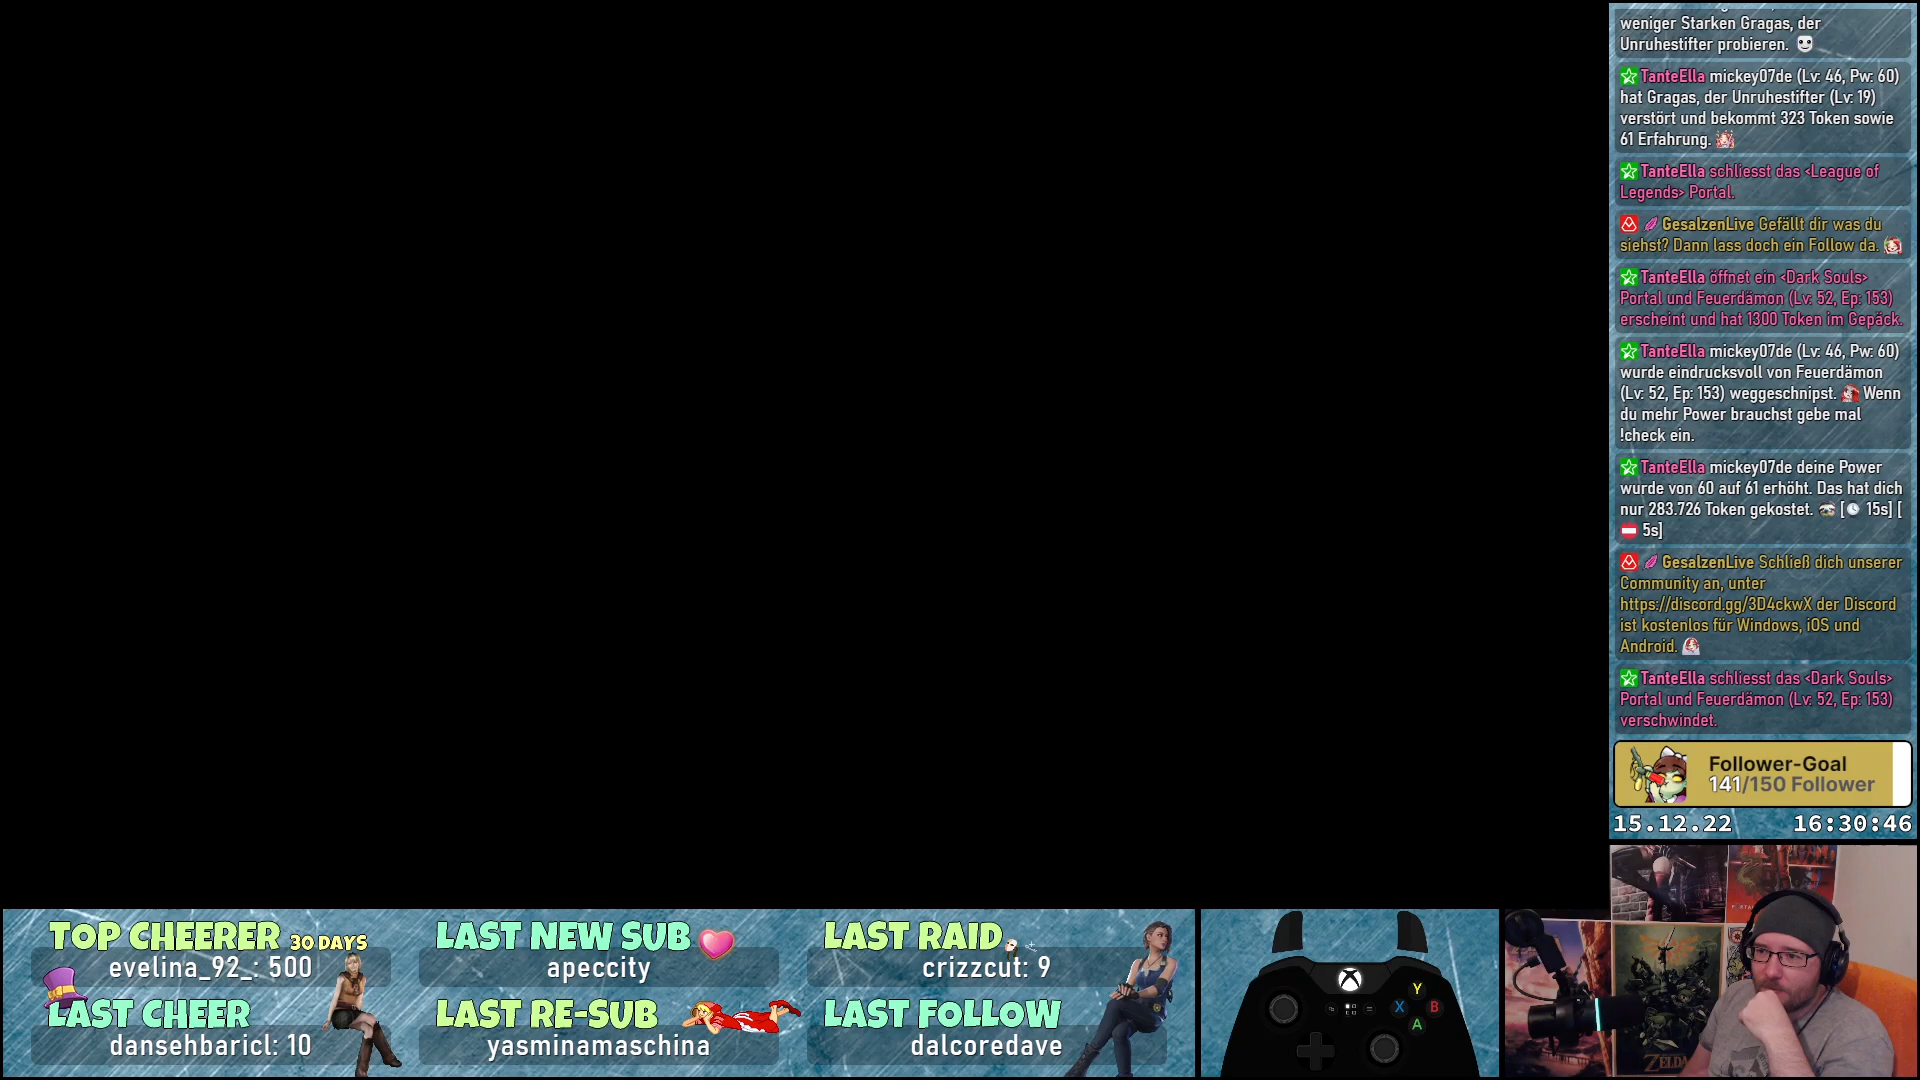 weniger Starken Gragas, der
Unruhestifter probieren.
TanteElla mickey07de (Lv: 46, Pw: 60)
hat Gragas, der Unruhestifter (Lv: 19)
verstört und bekommt 323 Token sowie
61 Erfahrung.
TanteElla schliesst das <League of
Legends> Portal.
GesalzenLive Gefällt dir was du
siehst? Dann lass doch ein Follow da.
TanteElla öffnet ein <Dark Souls>
Portal und Feuerdämon (Lv: 52, Ep: 153)
erscheint und hat 1300 Token im Gepäck.
TanteElla mickey07de (Lv: 46, Pw: 60)
wurde eindrucksvoll von Feuerdämon
(Lv: 52, Ep: 153) weggeschnipst. Wenn
du mehr Power brauchst gebe mal
!check ein.
TanteElla mickey07de deine Power
wurde von 60 auf 61 erhöht. Das hat dich
nur 283.726 Token gekostet. [ 15s] [
5s]
GesalzenLive Schließ dich unserer
Community an, unter
https://discord.gg/3D4ckwX der Discord
ist kostenlos für Windows, iOS und
Android.
TanteElla schliesst das <Dark Souls>
Portal und Feuerdämon (Lv: 52, Ep: 153)
verschwindet.
Follower-Goal
141/150 Follower
15.12.22 16:30:46
TOP CHEERER 30 DAYS
evelina_92_: 500
LAST CHEER
dansehbaricl: 10
LAST NEW SUB
apeccity
LAST RE-SUB
yasminamaschina
LAST RAID
crizzcut: 9
LAST FOLLOW
dalcoredave
Y
X
B
A
ZELDA